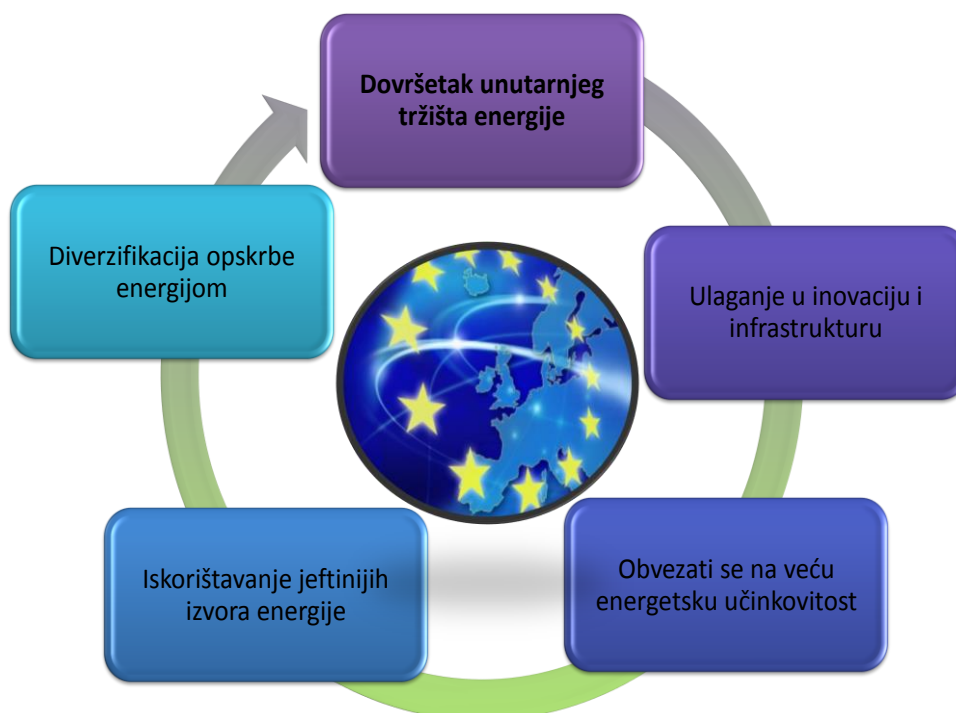 Dovršetak unutarnjeg
tržišta energije
Ulaganje u inovaciju i
infrastrukturu
Obvezati se na veću
energetsku učinkovitost
Iskorištavanje jeftinijih
izvora energije
Diverzifikacija opskrbe
energijom